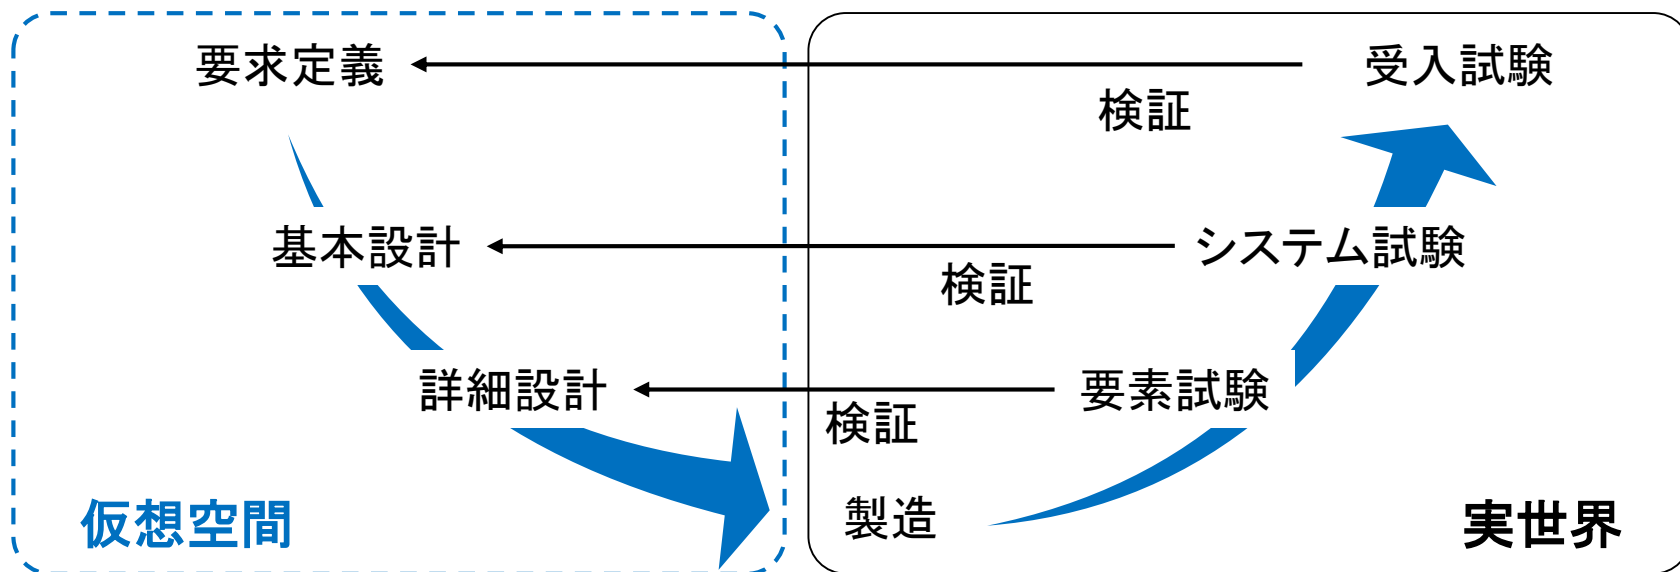 要求定義
受入試験
検証
基本設計
システム試験
検証
詳細設計
要素試験
検証
製造
仮想空間
実世界